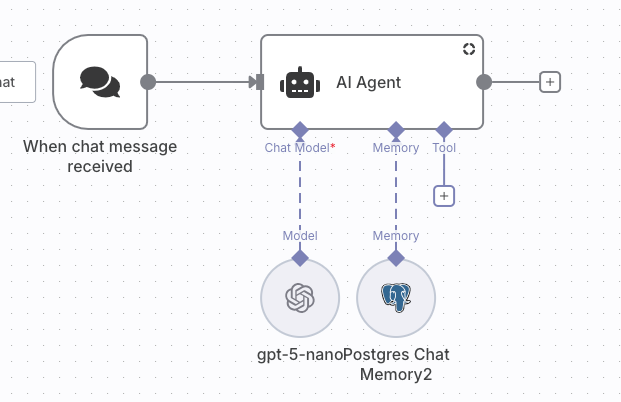 hat
AI Agent
When chat message
received
Chat Model*
Memory
Tool
Model
Memory
gpt-5-nano
Postgres Chat
Memory2